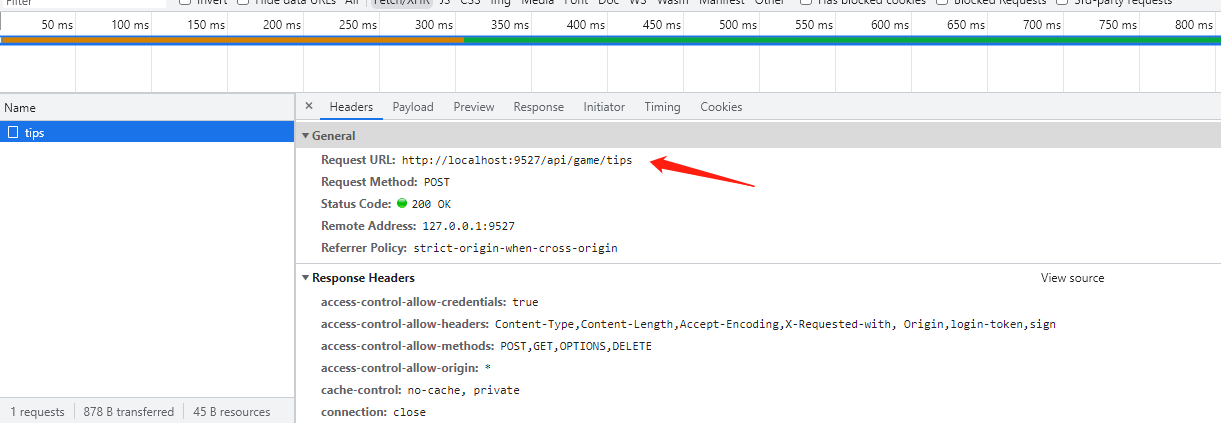 Filter Invert Hide data URLs All Fetch/XHR JS CSS Img Media Font Doc WS Wasm Manifest Other Has blocked cookies Blocked Requests 3rd-party requests
50 ms 100 ms 150 ms 200 ms 250 ms 300 ms 350 ms 400 ms 450 ms 500 ms 550 ms 600 ms 650 ms 700 ms 750 ms 800 ms
Name
× Headers Payload Preview Response Initiator Timing Cookies
tips
General
Request URL: http://localhost:9527/api/game/tips
Request Method: POST
Status Code: 200 OK
Remote Address: 127.0.0.1:9527
Referrer Policy: strict-origin-when-cross-origin
Response Headers View source
access-control-allow-credentials: true
access-control-allow-headers: Content-Type,Content-Length,Accept-Encoding,X-Requested-with, Origin,login-token,sign
access-control-allow-methods: POST,GET,OPTIONS,DELETE
access-control-allow-origin: *
cache-control: no-cache, private
connection: close
1 requests 878 B transferred 45 B resources